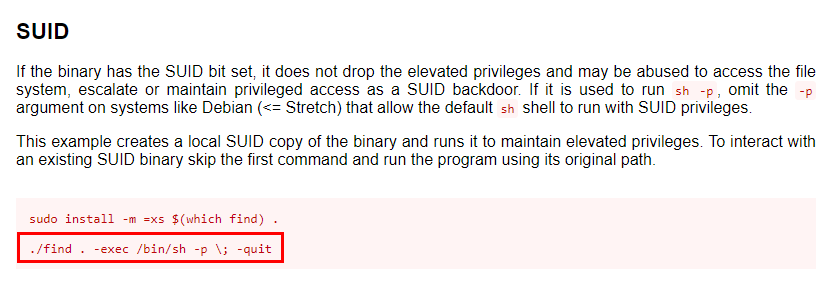 SUID
If the binary has the SUID bit set, it does not drop the elevated privileges and may be abused to access the file
system, escalate or maintain privileged access as a SUID backdoor. If it is used to run sh -p, omit the -p
argument on systems like Debian (<= Stretch) that allow the default sh shell to run with SUID privileges.
This example creates a local SUID copy of the binary and runs it to maintain elevated privileges. To interact with
an existing SUID binary skip the first command and run the program using its original path.
sudo install -m =xs $(which find) .
./find . -exec /bin/sh -p \; -quit